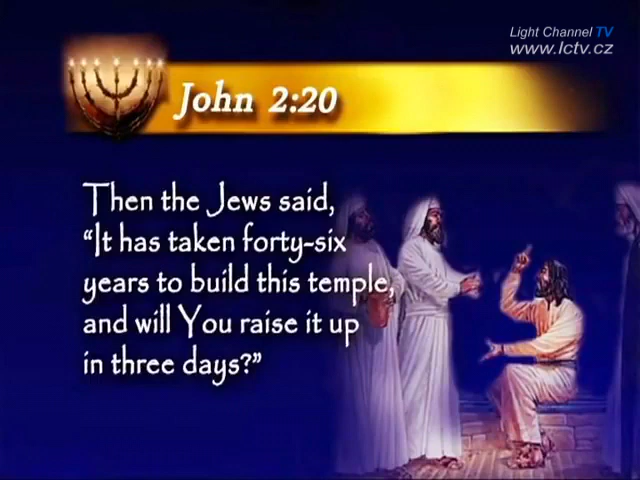 Light Channel TV
www.lctv.cz
John 2:20
Then the Jews said,
“It has taken forty-six
years to build this temple,
and will You raise it up
in three days?”